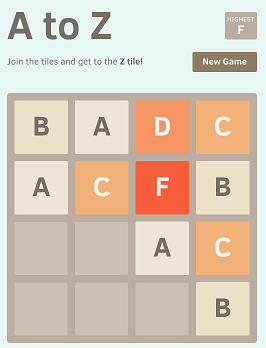 A to Z
HIGHEST
F
Join the tiles and get to the Z tile!
New Game
B A D C
A C F B
A C
B